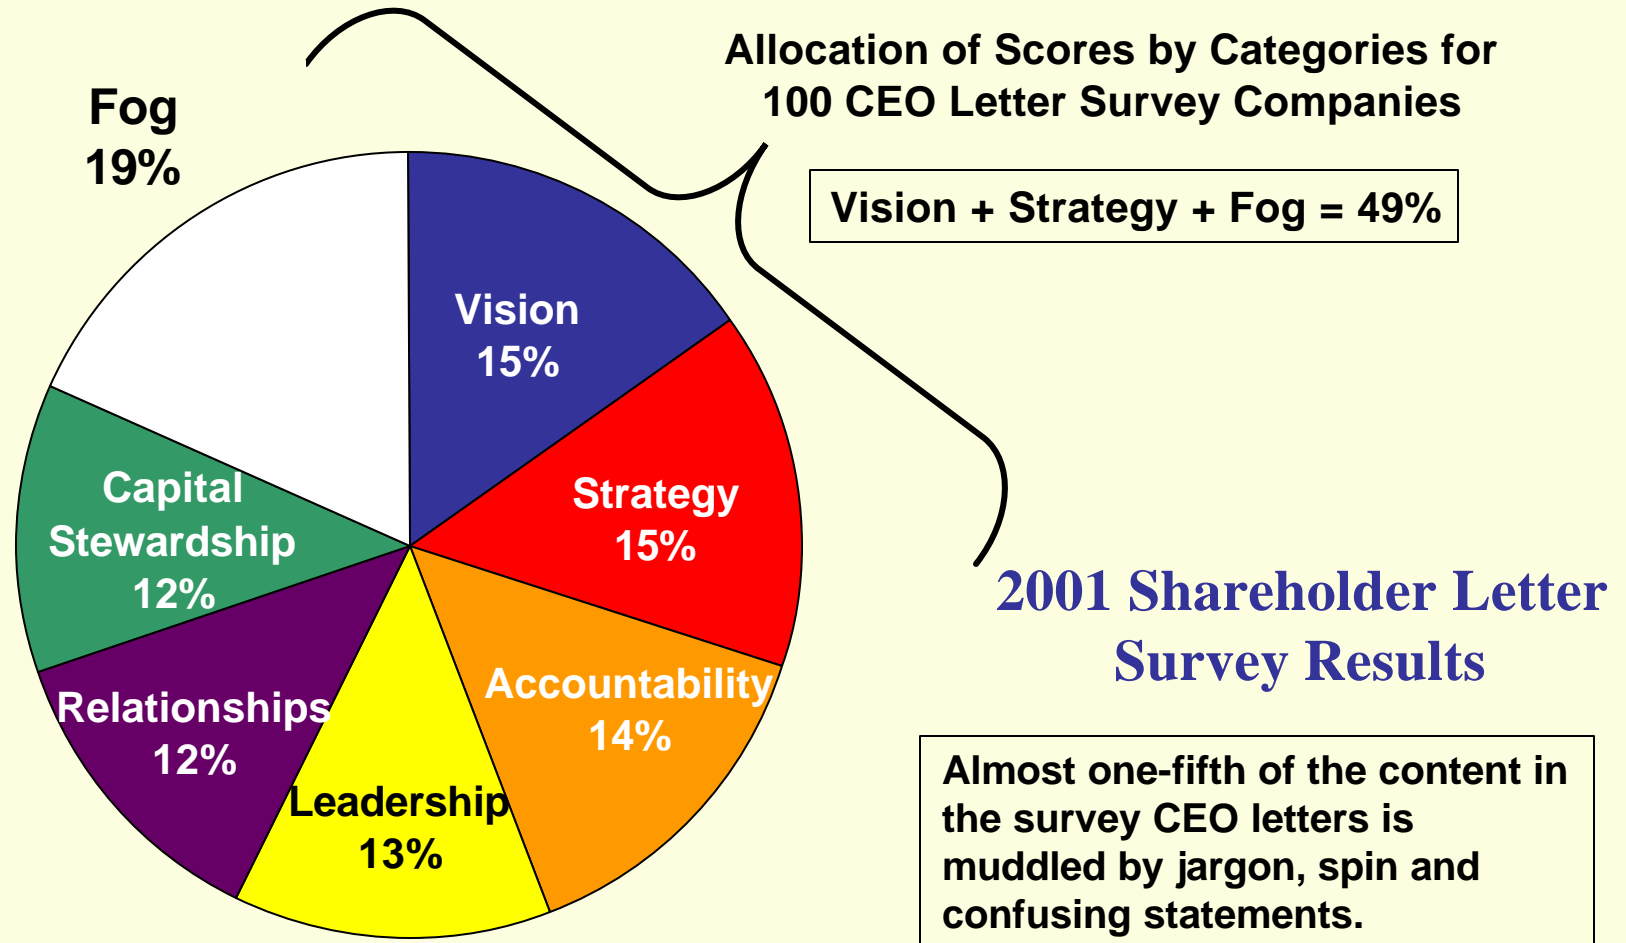 Allocation of Scores by Categories for
100 CEO Letter Survey Companies
Vision + Strategy + Fog = 49%
Fog
19%
Vision
15%
Strategy
15%
Accountability
14%
Leadership
13%
Relationships
12%
Capital
Stewardship
12%
2001 Shareholder Letter
Survey Results
Almost one-fifth of the content in
the survey CEO letters is
muddled by jargon, spin and
confusing statements.